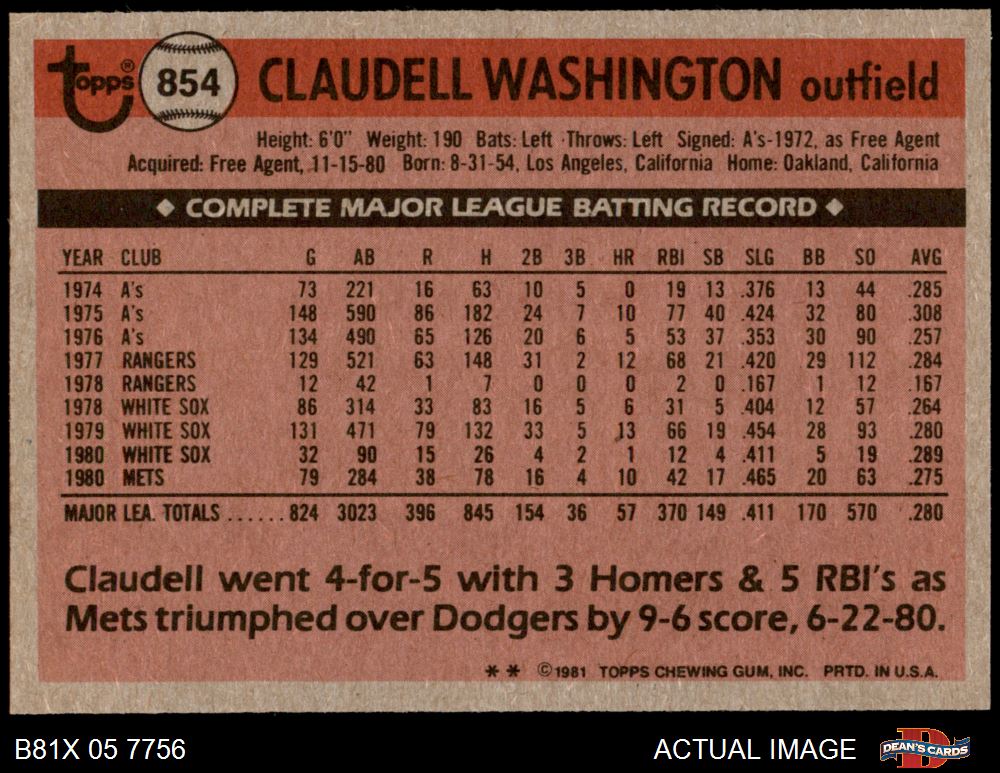 topps® 854 CLAUDELL WASHINGTON outfield
Height: 6'0" Weight: 190 Bats: Left Throws: Left Signed: A's-1972, as Free Agent
Acquired: Free Agent, 11-15-80 Born: 8-31-54, Los Angeles, California Home: Oakland, California
◆ COMPLETE MAJOR LEAGUE BATTING RECORD ◆
YEAR CLUB G AB R H 2B 3B HR RBI SB SLG BB SO AVG
1974 A's 73 221 16 63 10 5 0 19 13 .376 13 44 .285
1975 A's 148 590 86 182 24 7 10 77 40 .424 32 80 .308
1976 A's 134 490 65 126 20 6 5 53 37 .353 30 90 .257
1977 RANGERS 129 521 63 148 31 2 12 68 21 .420 29 112 .284
1978 RANGERS 12 42 1 7 0 0 0 2 0 .167 1 12 .167
1978 WHITE SOX 86 314 33 83 16 5 6 31 5 .404 12 57 .264
1979 WHITE SOX 131 471 79 132 33 5 13 66 19 .454 28 93 .280
1980 WHITE SOX 32 90 15 26 4 2 1 12 4 .411 5 19 .289
1980 METS 79 284 38 78 16 4 10 42 17 .465 20 63 .275
MAJOR LEA. TOTALS ...... 824 3023 396 845 154 36 57 370 149 .411 170 570 .280
Claudell went 4-for-5 with 3 Homers & 5 RBI's as
Mets triumphed over Dodgers by 9-6 score, 6-22-80.
* * ©1981 TOPPS CHEWING GUM, INC. PRTD. IN U.S.A.
B81X 05 7756 ACTUAL IMAGE DEAN'S CARDS